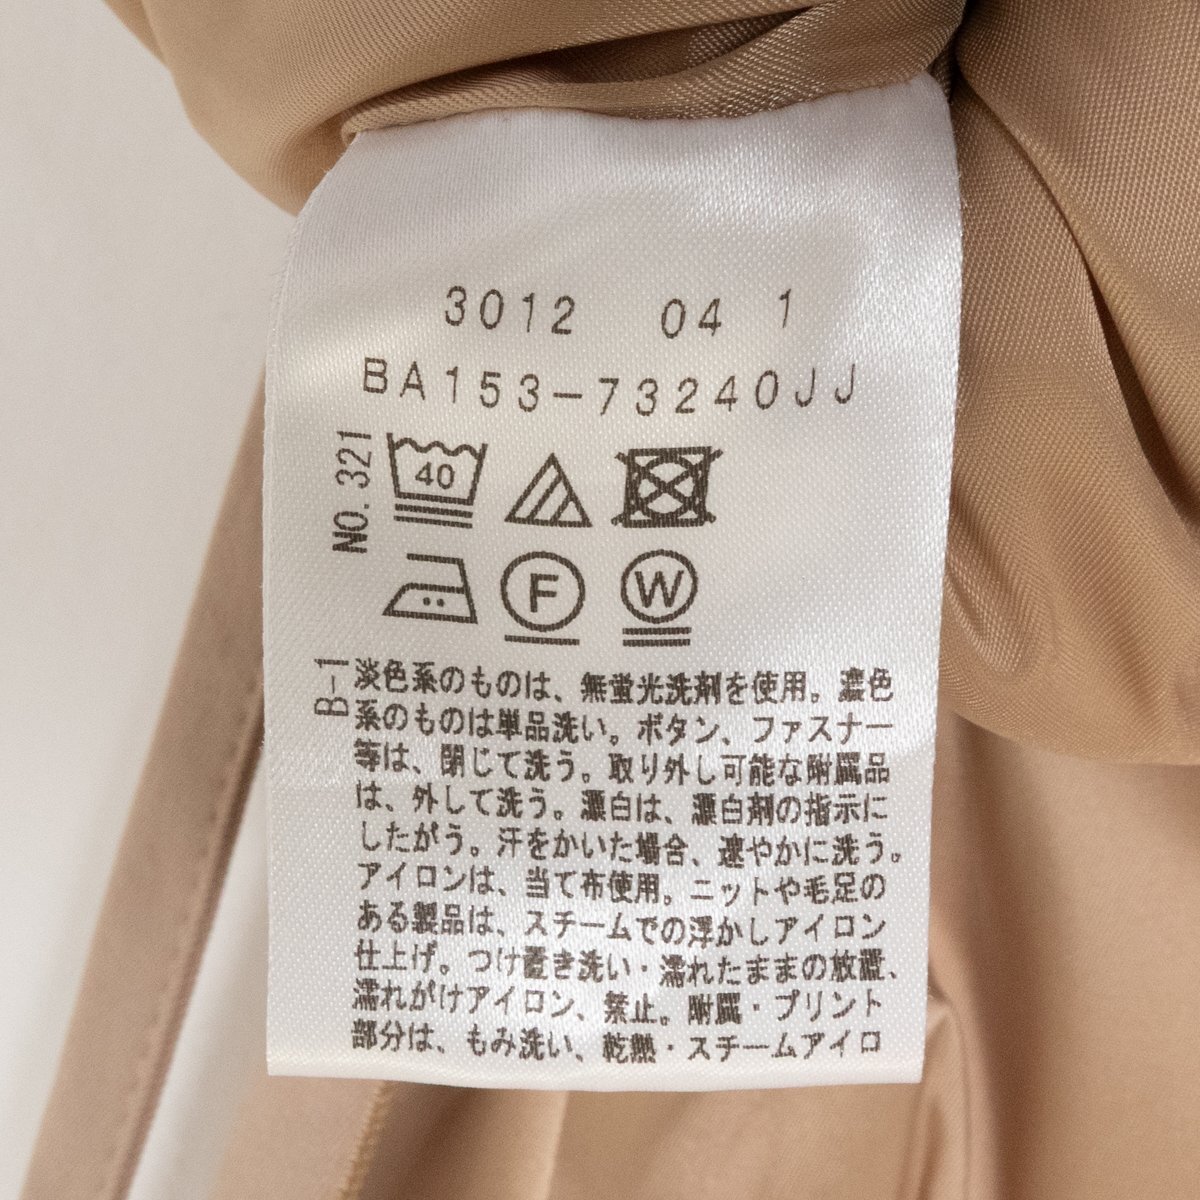 3012 04 1
BA153-73240JJ
NO. 321
40
F
W
B-1
淡色系のものは、無蛍光洗剤を使用。濃色
系のものは単品洗い。ボタン、ファスナー
等は、閉じて洗う。取り外し可能な附属品
は、外して洗う。漂白は、漂白剤の指示に
したがう。汗をかいた場合、速やかに洗う。
アイロンは、当て布使用。ニットや毛足の
ある製品は、スチームでの浮かしアイロン
仕上げ。つけ置き洗い・濡れたままの放置、
濡れがけアイロン、禁止。附属・プリント
部分は、もみ洗い、乾熱・スチームアイロ